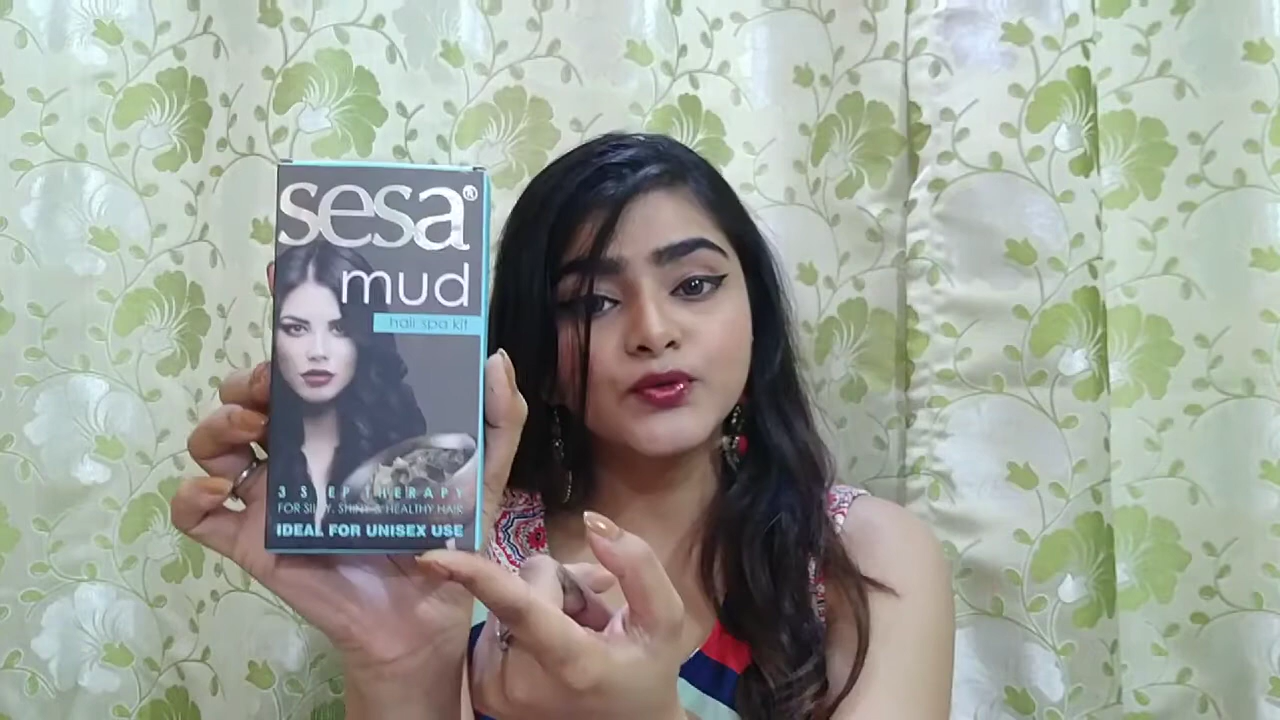 sesa®
mud
hair spa kit
3 STEP THERAPY
FOR SILKY, SHINY & HEALTHY HAIR
IDEAL FOR UNISEX USE